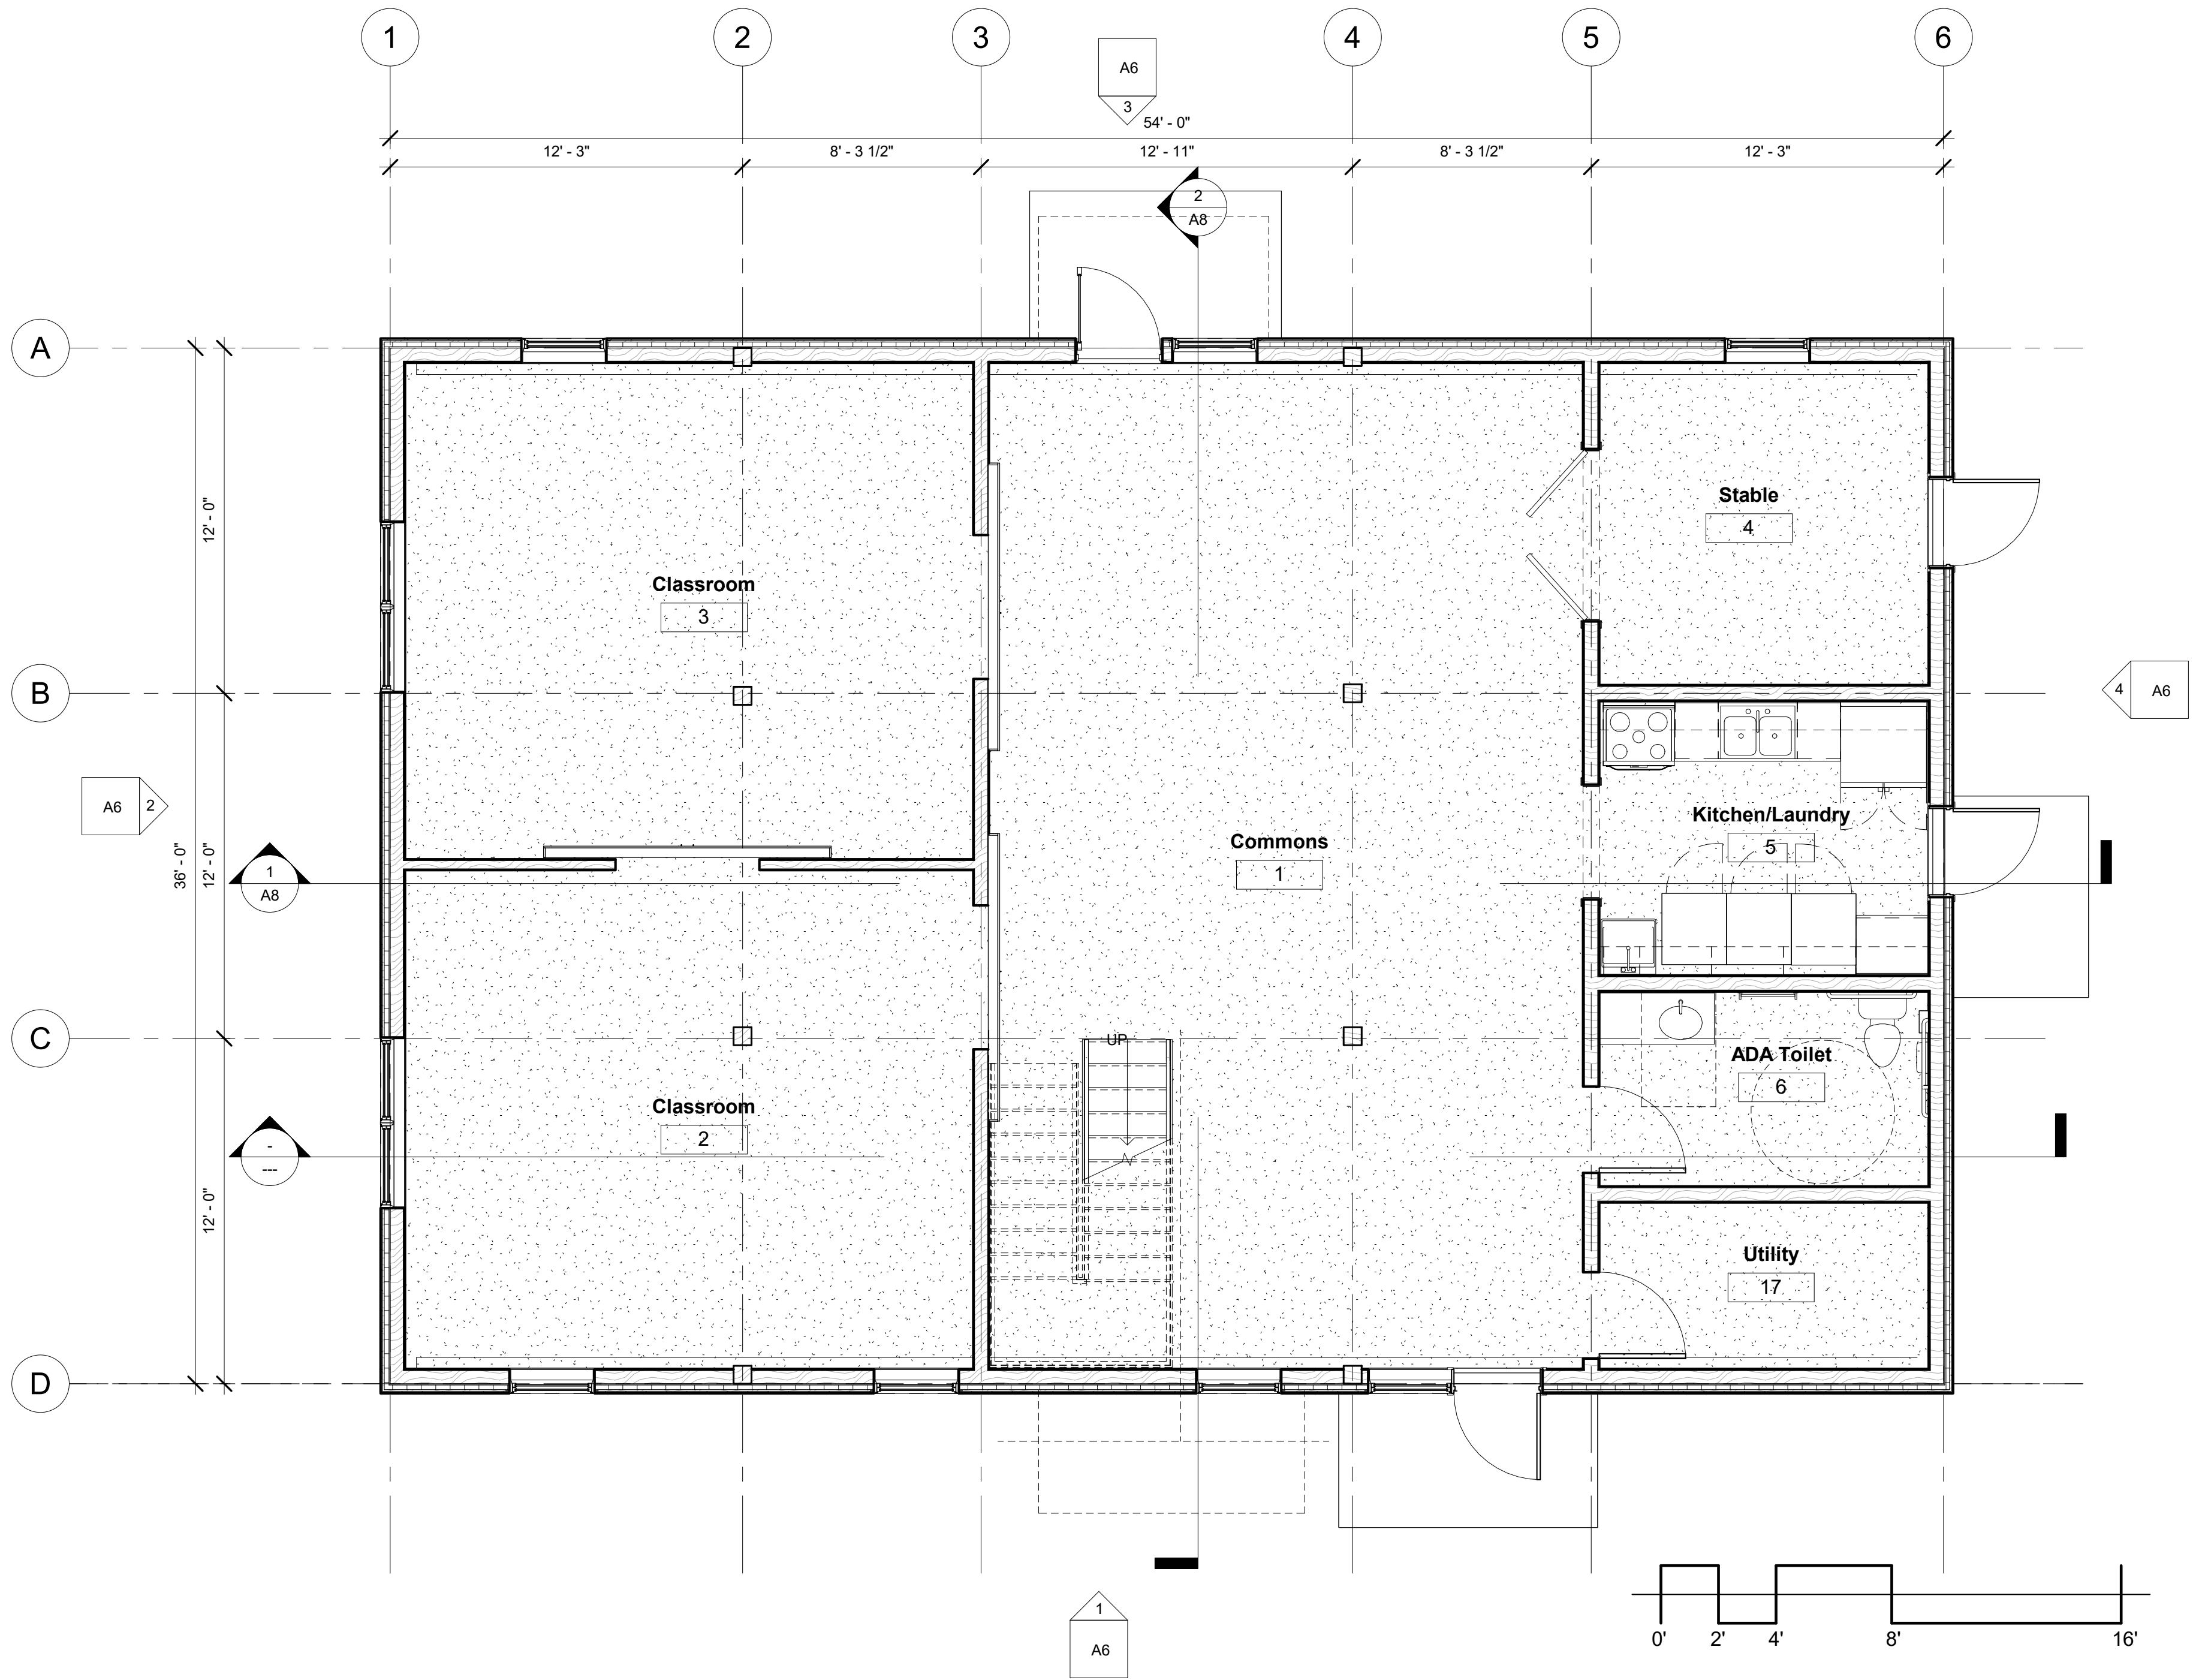 1 2 3 4 5 6
A6
3
54' - 0"
12' - 3" 8' - 3 1/2" 12' - 11" 8' - 3 1/2" 12' - 3"
2
A8
A
Stable
4
12' - 0"
Classroom
3
B
4 A6
A6 2
Kitchen/Laundry
5
Commons
1
36' - 0"
12' - 0"
1
A8
C
UP
ADA Toilet
6
Classroom
2
-
---
12' - 0"
Utility
17
D
1
A6
0' 2' 4' 8' 16'